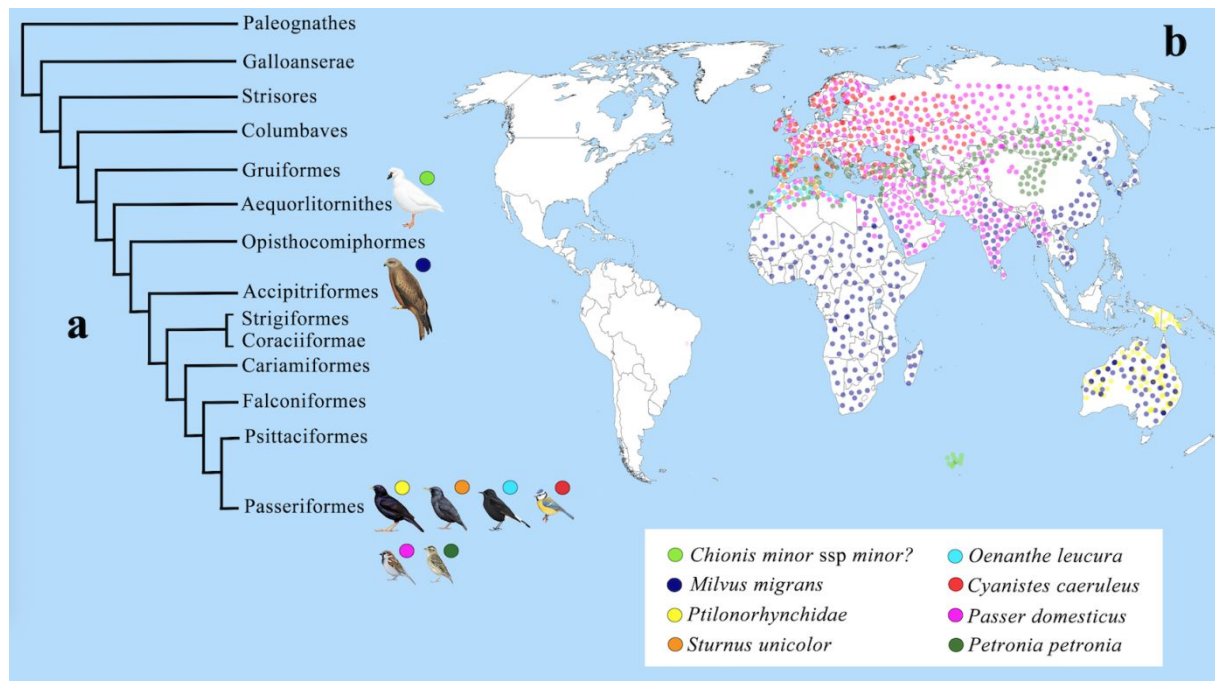 Paleognathes
Galloanserae
Strisores
Columbaves
Gruiformes
Aequorlitornithes
Opisthocomiphormes
Accipitriformes
Strigiformes
Coraciiformae
Cariamiformes
Falconiformes
Psittaciformes
Passeriformes
a
b
Chionis minor ssp minor?
Milvus migrans
Ptilonorhynchidae
Sturnus unicolor
Oenanthe leucura
Cyanistes caeruleus
Passer domesticus
Petronia petronia